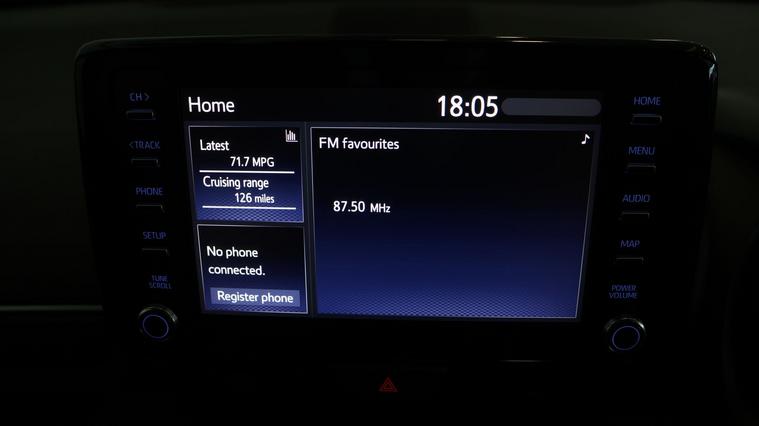 CH >
< TRACK
PHONE
SETUP
TUNE
SCROLL
Home
18:05
Latest
71.7 MPG
Cruising range
126 miles
No phone
connected.
Register phone
FM favourites
87.50 MHz
HOME
MENU
AUDIO
MAP
POWER
VOLUME